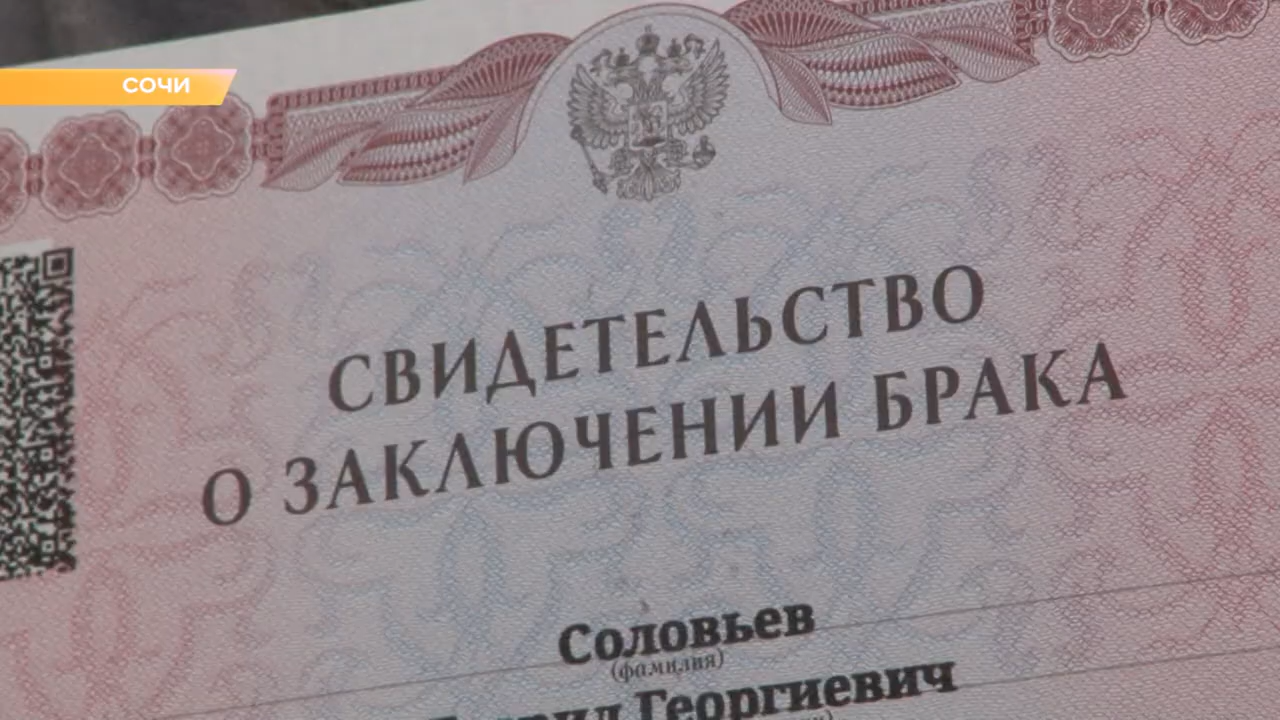 СОЧИ
СВИДЕТЕЛЬСТВО
О ЗАКЛЮЧЕНИИ БРАКА
Соловьев
(фамилия)
Георгиевич